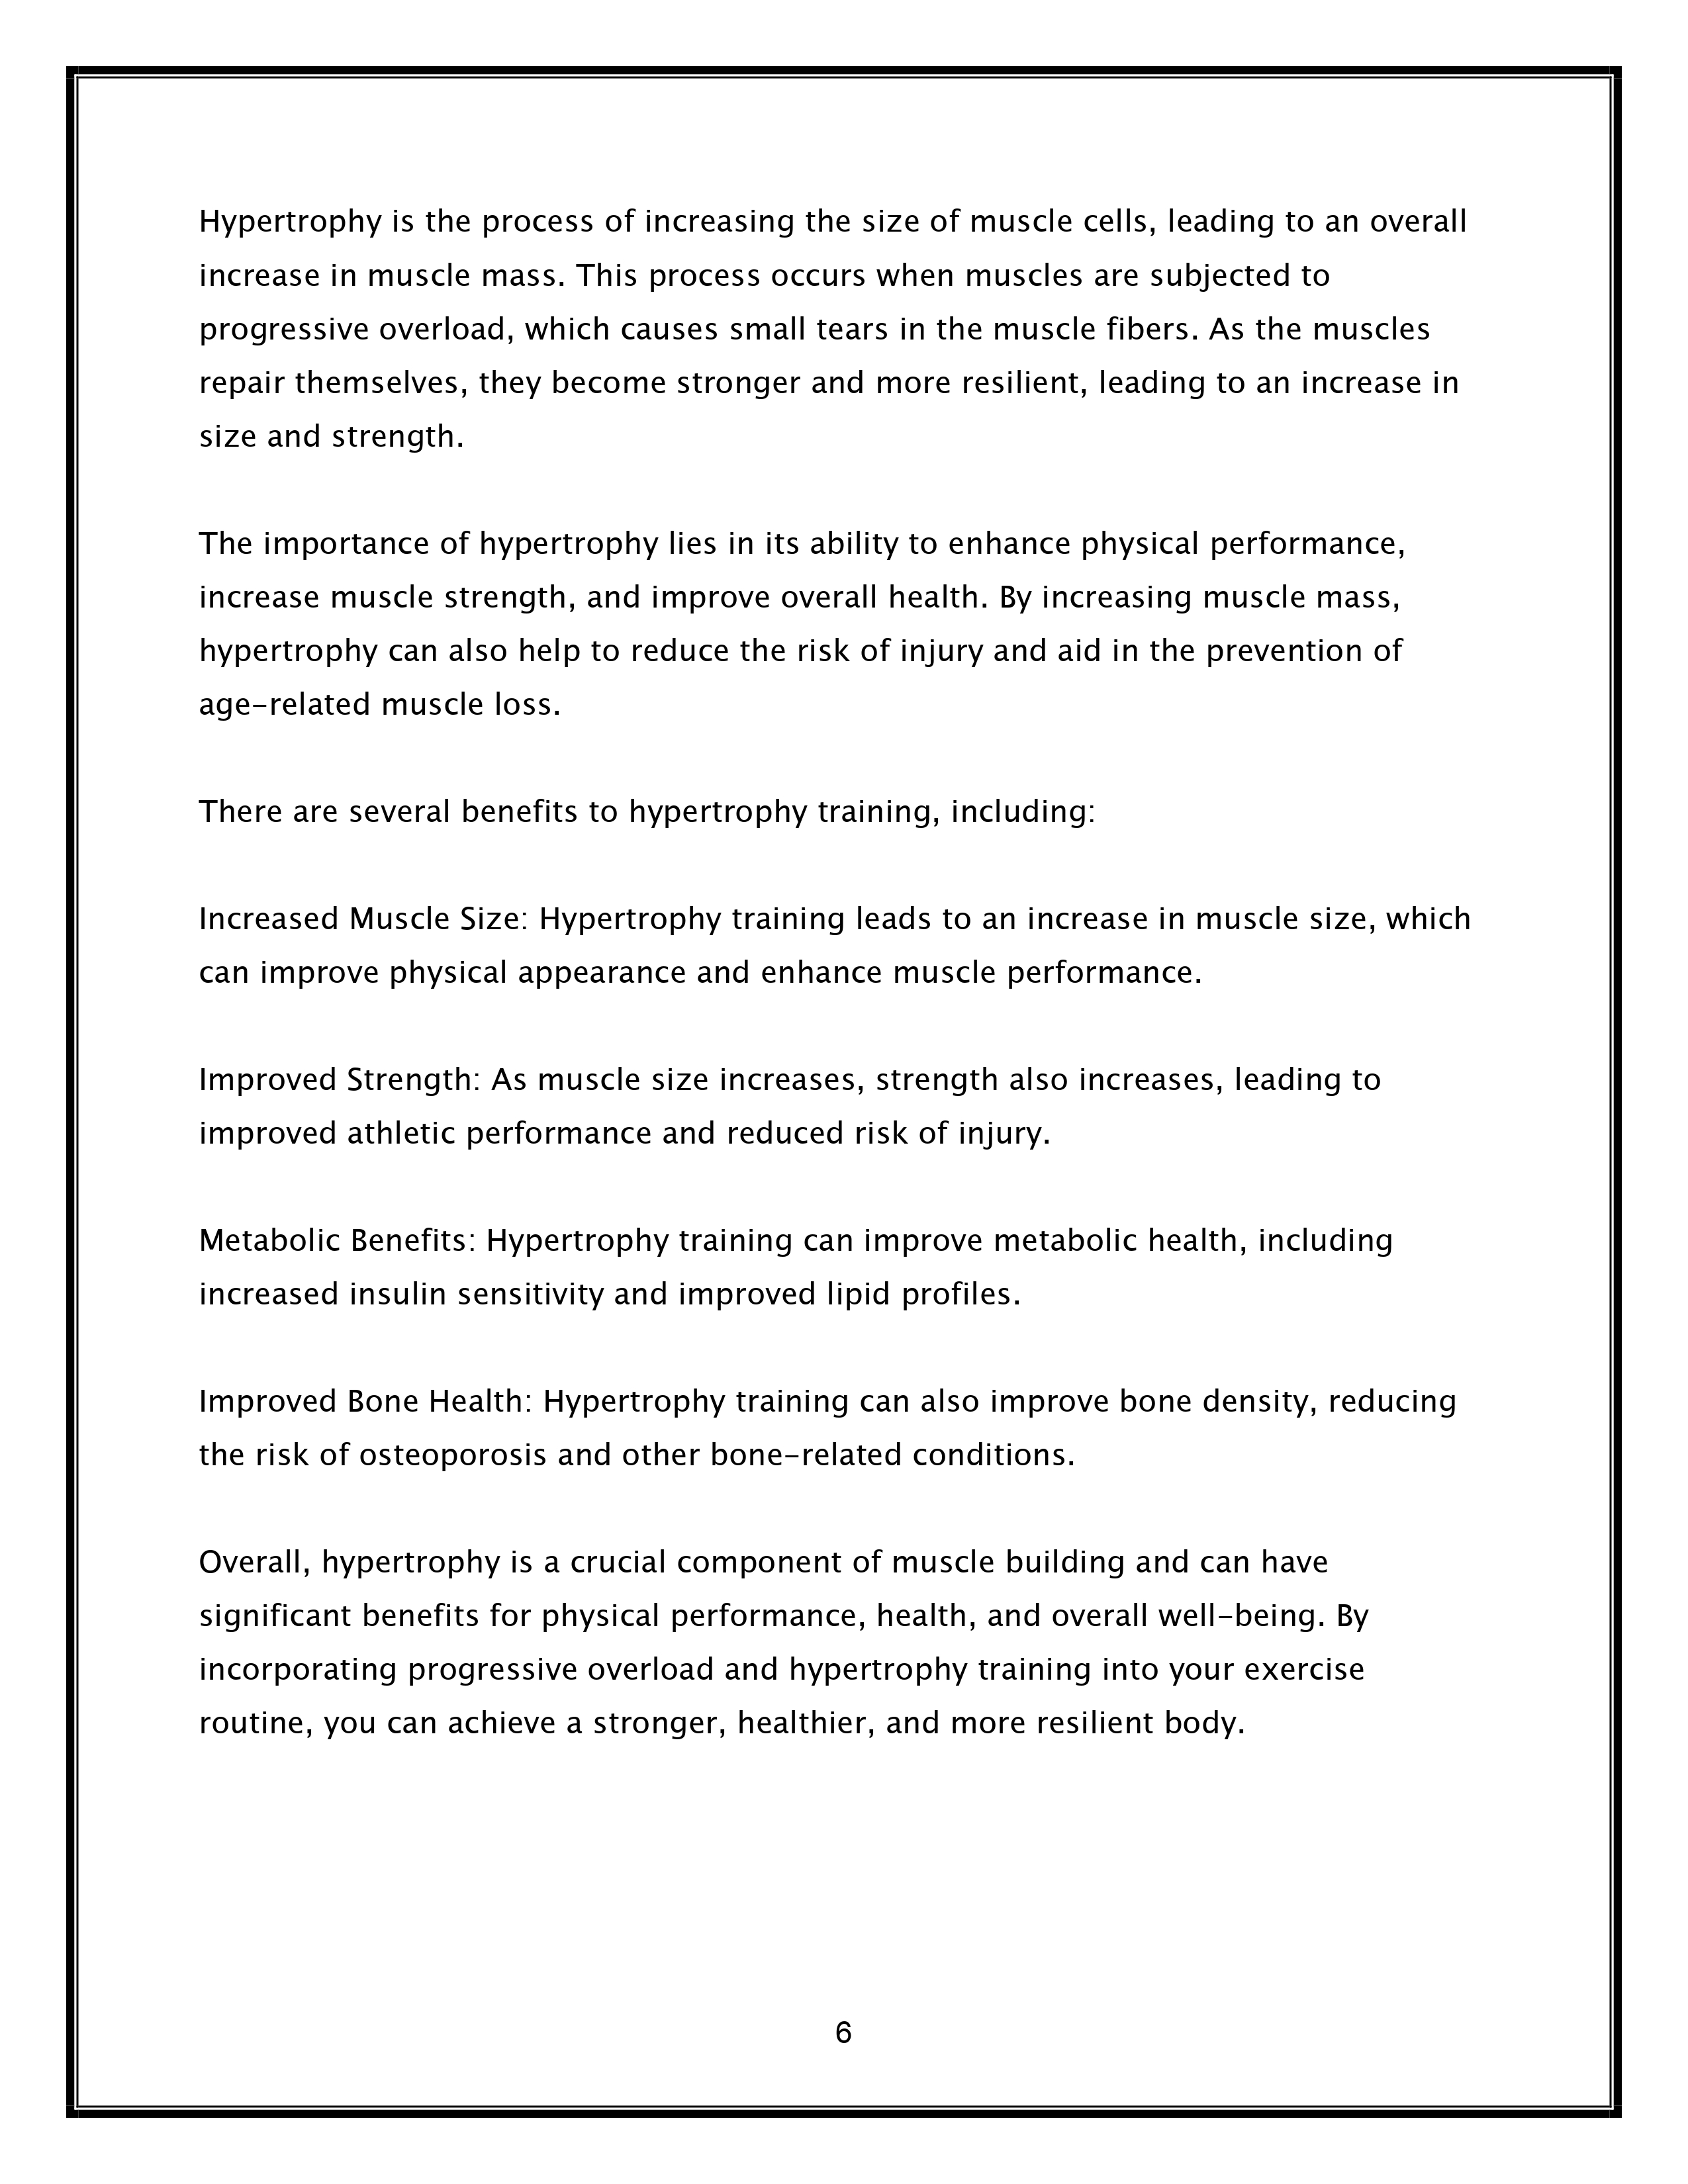 Hypertrophy is the process of increasing the size of muscle cells, leading to an overall
increase in muscle mass. This process occurs when muscles are subjected to
progressive overload, which causes small tears in the muscle fibers. As the muscles
repair themselves, they become stronger and more resilient, leading to an increase in
size and strength.
The importance of hypertrophy lies in its ability to enhance physical performance,
increase muscle strength, and improve overall health. By increasing muscle mass,
hypertrophy can also help to reduce the risk of injury and aid in the prevention of
age-related muscle loss.
There are several benefits to hypertrophy training, including:
Increased Muscle Size: Hypertrophy training leads to an increase in muscle size, which
can improve physical appearance and enhance muscle performance.
Improved Strength: As muscle size increases, strength also increases, leading to
improved athletic performance and reduced risk of injury.
Metabolic Benefits: Hypertrophy training can improve metabolic health, including
increased insulin sensitivity and improved lipid profiles.
Improved Bone Health: Hypertrophy training can also improve bone density, reducing
the risk of osteoporosis and other bone-related conditions.
Overall, hypertrophy is a crucial component of muscle building and can have
significant benefits for physical performance, health, and overall well-being. By
incorporating progressive overload and hypertrophy training into your exercise
routine, you can achieve a stronger, healthier, and more resilient body.
6